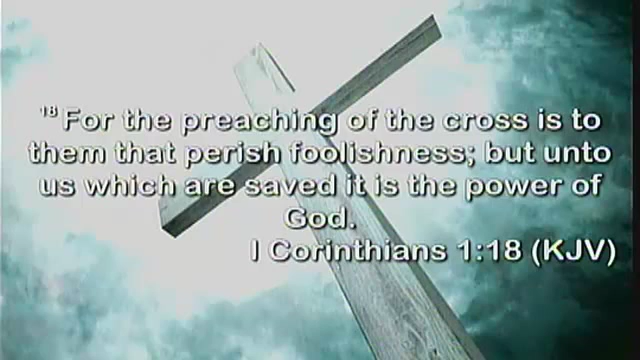 18 For the preaching of the cross is to
them that perish foolishness; but unto
us which are saved it is the power of
God.
I Corinthians 1:18 (KJV)